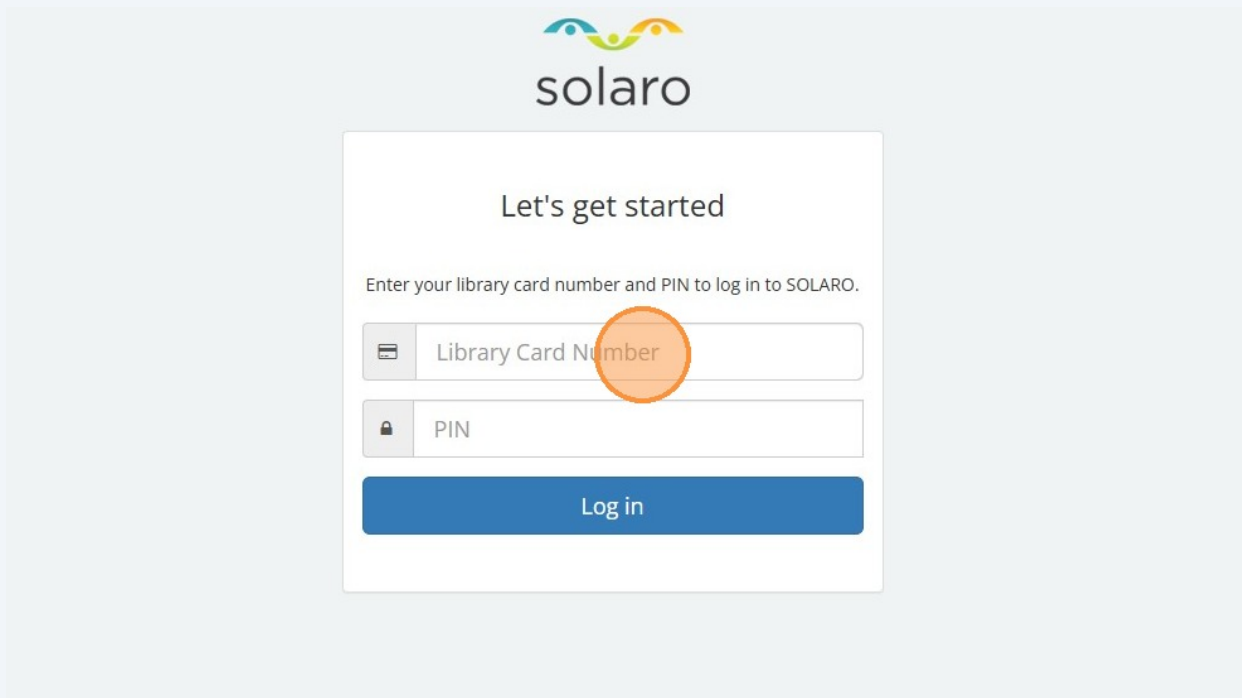 solaro
Let's get started
Enter your library card number and PIN to log in to SOLARO.
Library Card Number
PIN
Log in